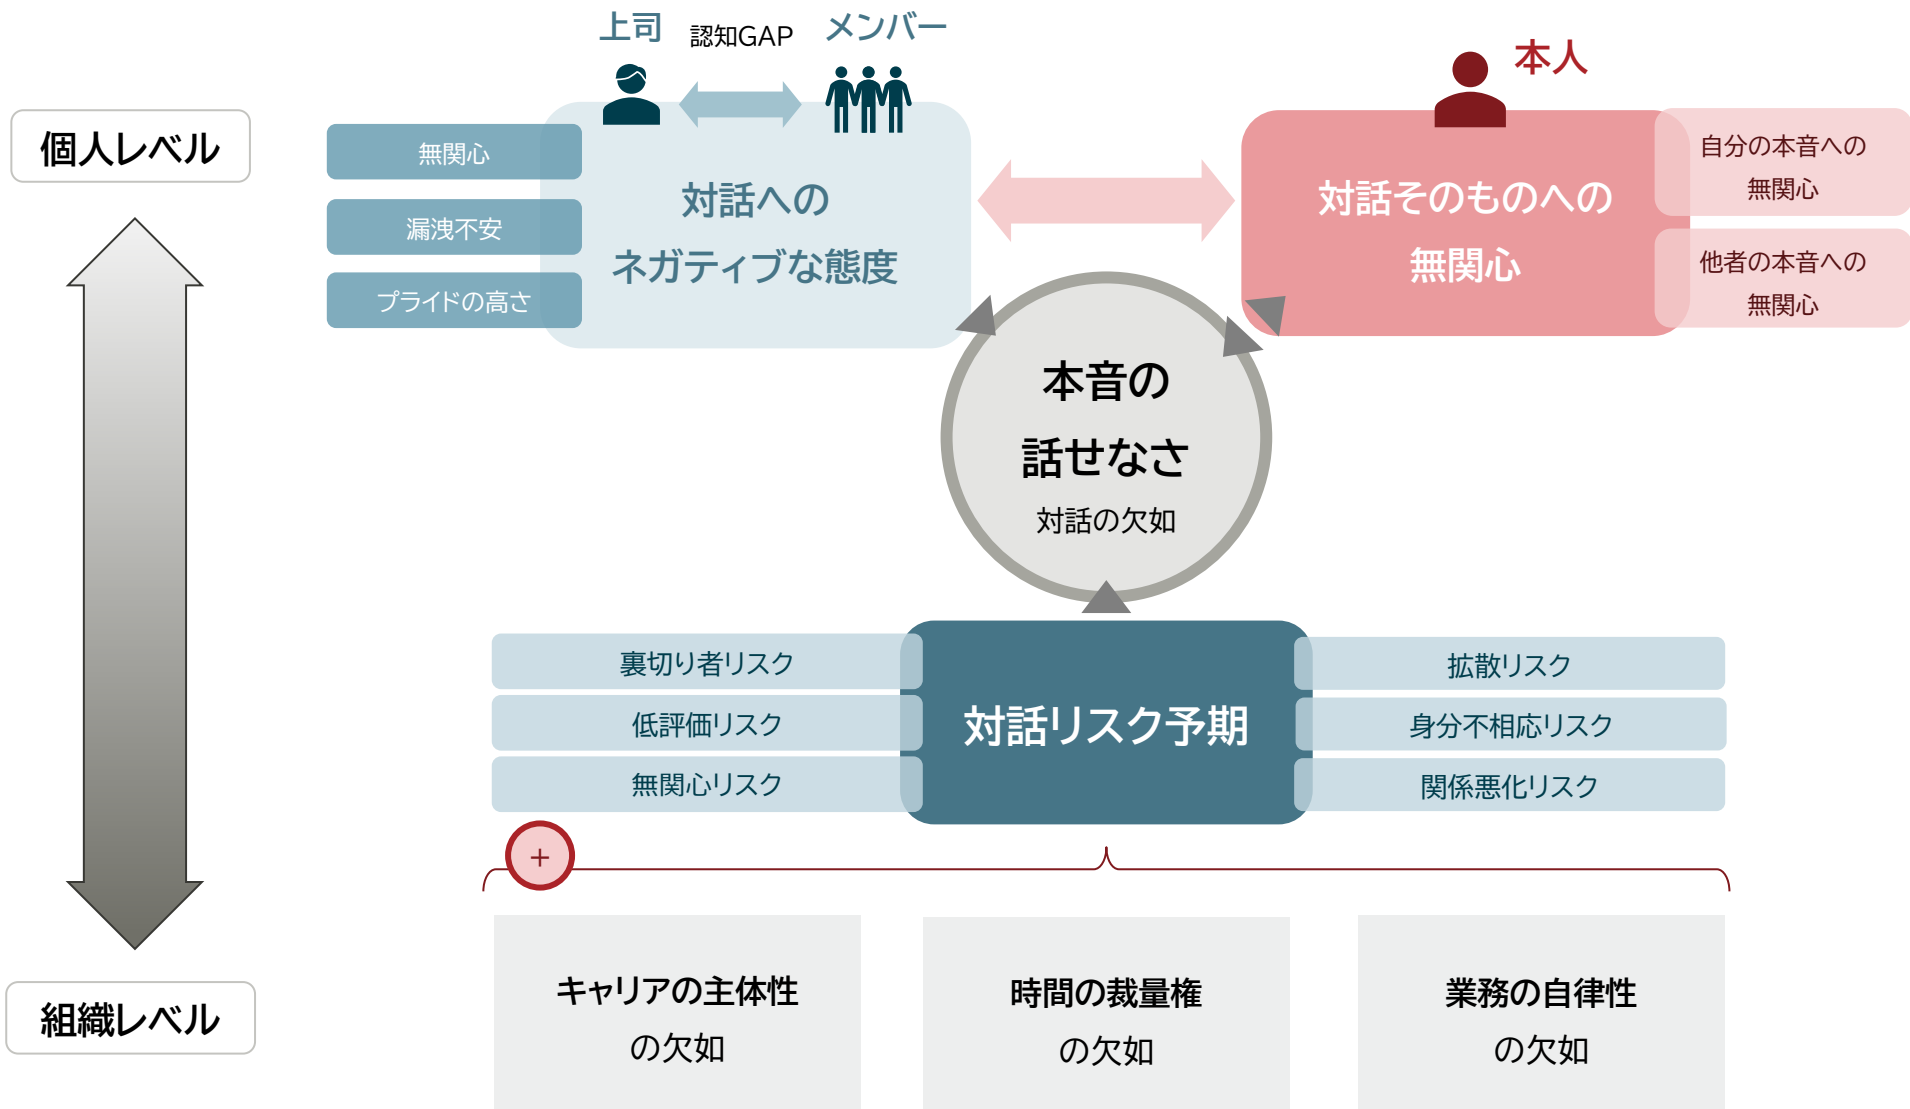 上司
認知GAP
メンバー
本人
個人レベル
無関心
漏洩不安
プライドの高さ
対話への
ネガティブな態度
対話そのものへの
無関心
自分の本音への
無関心
他者の本音への
無関心
本音の
話せなさ
対話の欠如
裏切り者リスク
低評価リスク
無関心リスク
対話リスク予期
拡散リスク
身分不相応リスク
関係悪化リスク
+
組織レベル
キャリアの主体性
の欠如
時間の裁量権
の欠如
業務の自律性
の欠如